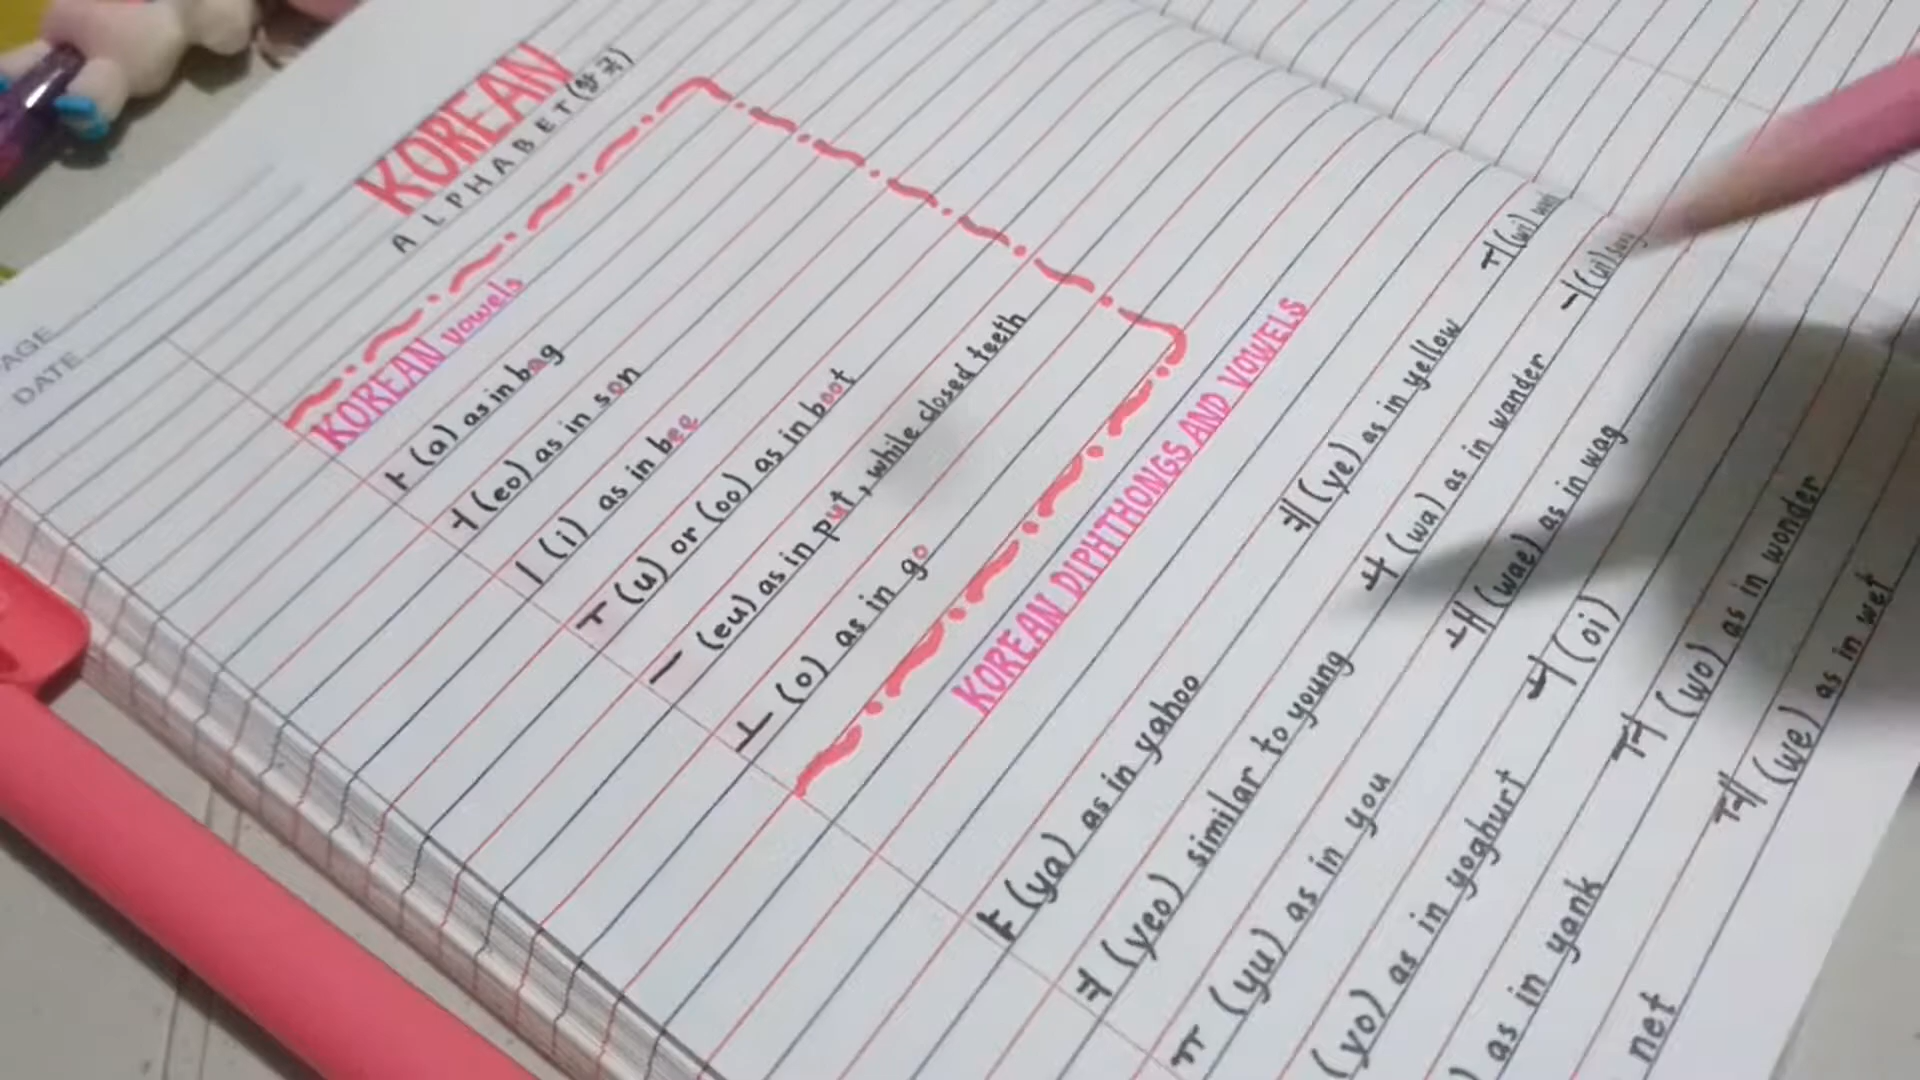 PAGE
DATE
KOREAN
ALPHABET (한국)
KOREAN vowels
ㅏ (a) as in bag
ㅓ (eo) as in son
ㅣ (i) as in bee
ㅜ (u) or (oo) as in boot
ㅡ (eu) as in put, while closed teeth
ㅗ (o) as in go
KOREAN DIPHTHONGS AND VOWELS
ㅑ (ya) as in yahoo
ㅕ (yeo) similar to young
ㅠ (yu) as in you
(yo) as in yoghurt
) as in yank
net
ㅖ (ye) as in yellow
ㅘ (wa) as in wander
ㅙ (wae) as in wag
ㅚ (oi)
ㅝ (wo) as in wonder
ㅞ (we) as in wet
ㅟ (wi)
ㅢ (ui)